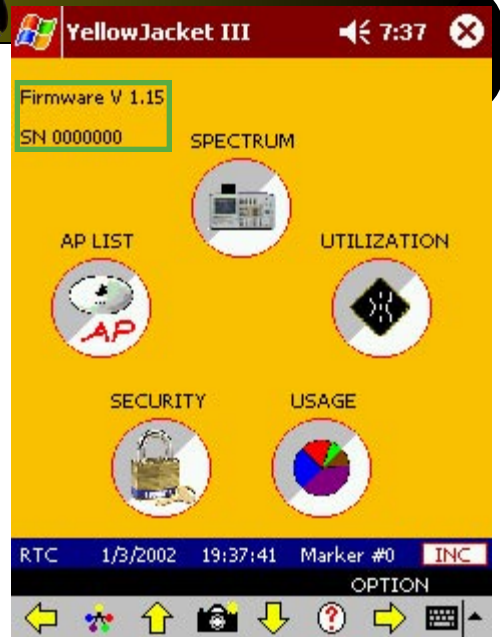 YellowJacket III 7:37
Firmware V 1.15
SN 0000000
SPECTRUM
AP LIST UTILIZATION
AP
SECURITY USAGE
RTC 1/3/2002 19:37:41 Marker #0 INC
OPTION
?